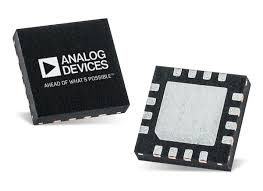 ANALOG
DEVICES
AHEAD OF WHAT'S POSSIBLE™